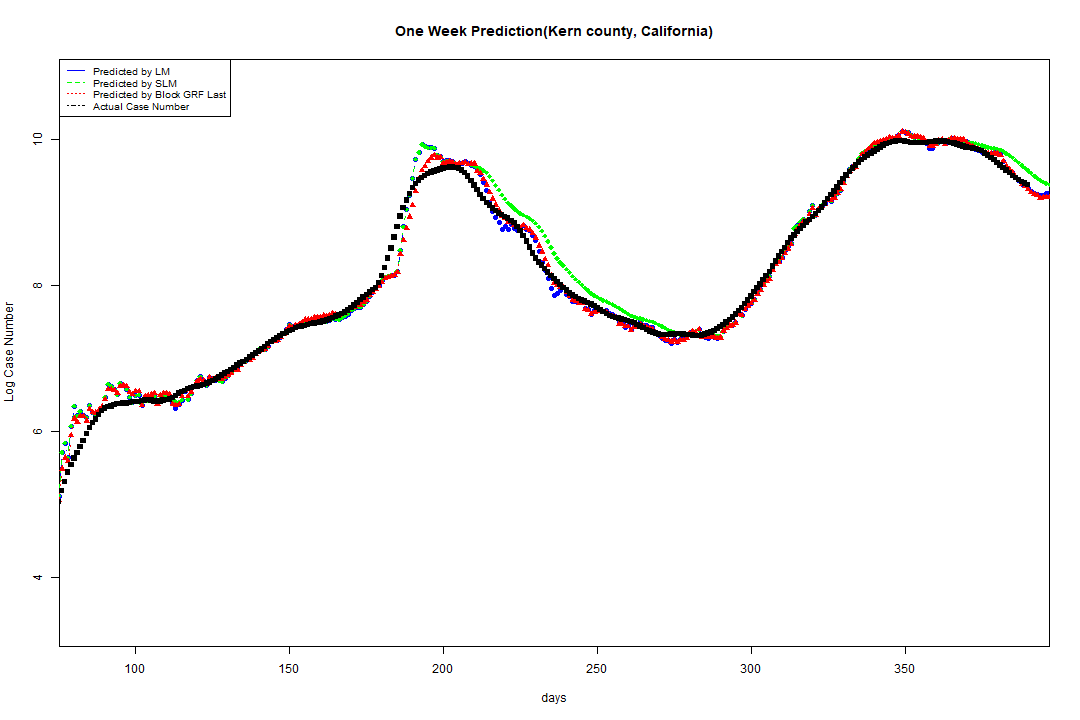 One Week Prediction(Kern county, California)
Predicted by LM
Predicted by SLM
Predicted by Block GRF Last
Actual Case Number
10
8
6
4
Log Case Number
100 150 200 250 300 350
days